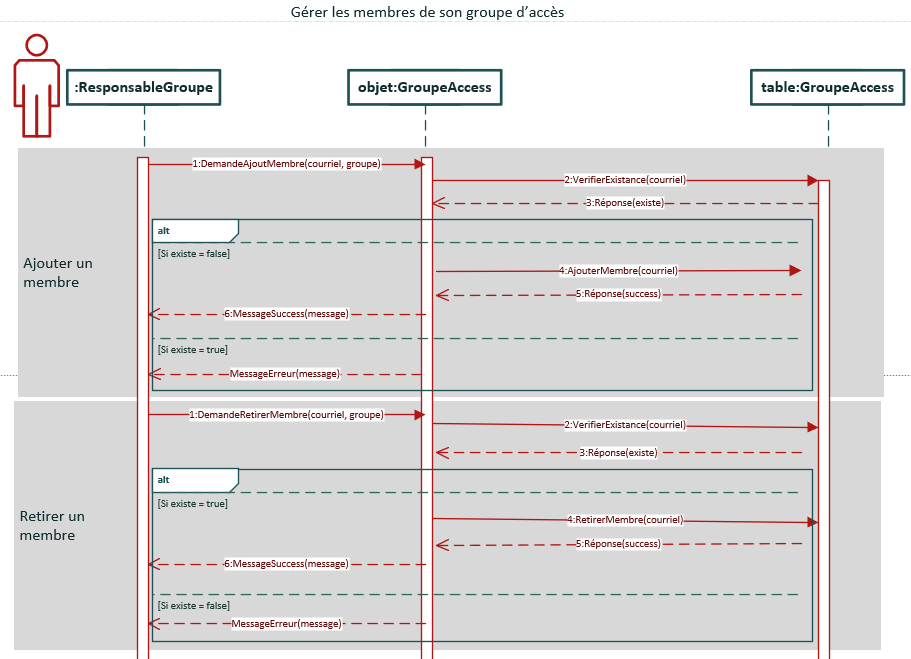 Gérer les membres de son groupe d’accès
:ResponsableGroupe
objet:GroupeAccess
table:GroupeAccess
1:DemandeAjoutMembre(courriel, groupe)
2:VerifierExistance(courriel)
3:Réponse(existe)
alt
[Si existe = false]
Ajouter un
membre
4:AjouterMembre(courriel)
5:Réponse(success)
6:MessageSuccess(message)
[Si existe = true]
MessageErreur(message)
1:DemandeRetirerMembre(courriel, groupe)
2:VerifierExistance(courriel)
3:Réponse(existe)
alt
[Si existe = true]
Retirer un
membre
4:RetirerMembre(courriel)
5:Réponse(success)
6:MessageSuccess(message)
[Si existe = false]
MessageErreur(message)